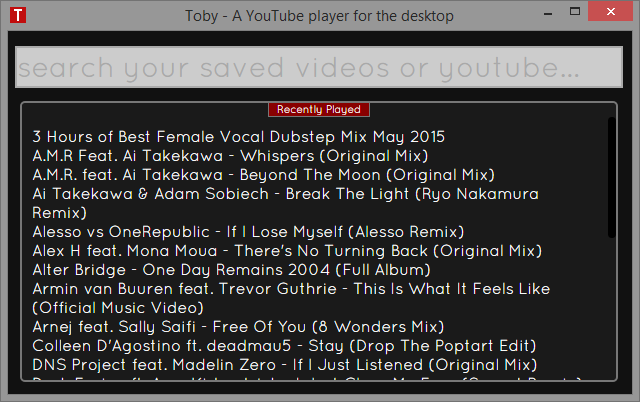 T
Toby - A YouTube player for the desktop
search your saved videos or youtube...
Recently Played
3 Hours of Best Female Vocal Dubstep Mix May 2015
A.M.R Feat. Ai Takekawa - Whispers (Original Mix)
A.M.R. feat. Ai Takekawa - Beyond The Moon (Original Mix)
Ai Takekawa & Adam Sobiech - Break The Light (Ryo Nakamura
Remix)
Alesso vs OneRepublic - If I Lose Myself (Alesso Remix)
Alex H feat. Mona Moua - There's No Turning Back (Original Mix)
Alter Bridge - One Day Remains 2004 (Full Album)
Armin van Buuren feat. Trevor Guthrie - This Is What It Feels Like
(Official Music Video)
Arnej feat. Sally Saifi - Free Of You (8 Wonders Mix)
Colleen D'Agostino ft. deadmau5 - Stay (Drop The Poptart Edit)
DNS Project feat. Madelin Zero - If I Just Listened (Original Mix)